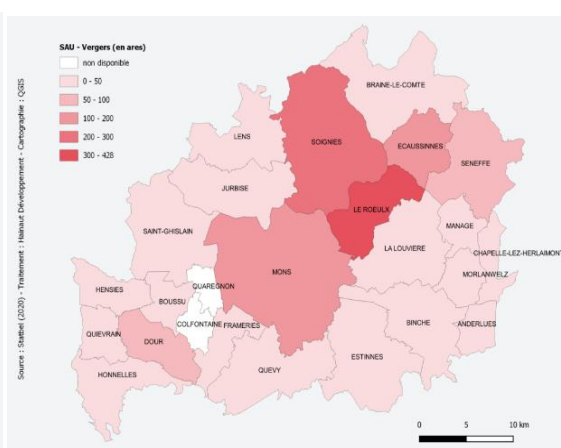 SAU - Vergers (en ares)
non disponible
0 - 50
50 - 100
100 - 200
200 - 300
300 - 428
BRAINE-LE-COMTE
LENS
SOIGNIES
ECAUSSINNES
SENEFFE
JURBISE
LE ROEULX
SAINT-GHISLAIN
MANAGE
LA LOUVIERE
CHAPELLE-LEZ-HERLAIMONT
MONS
MORLANWELZ
HENSIES
QUAREGNON
BOUSSU
COLFONTAINE
FRAMERIES
BINCHE
ANDERLUES
QUIEVRAIN
DOUR
ESTINNES
HONNELLES
QUEVY
0 5 10 km
Source : Statbel (2020) - Traitement : Hainaut Développement - Cartographie : QGIS